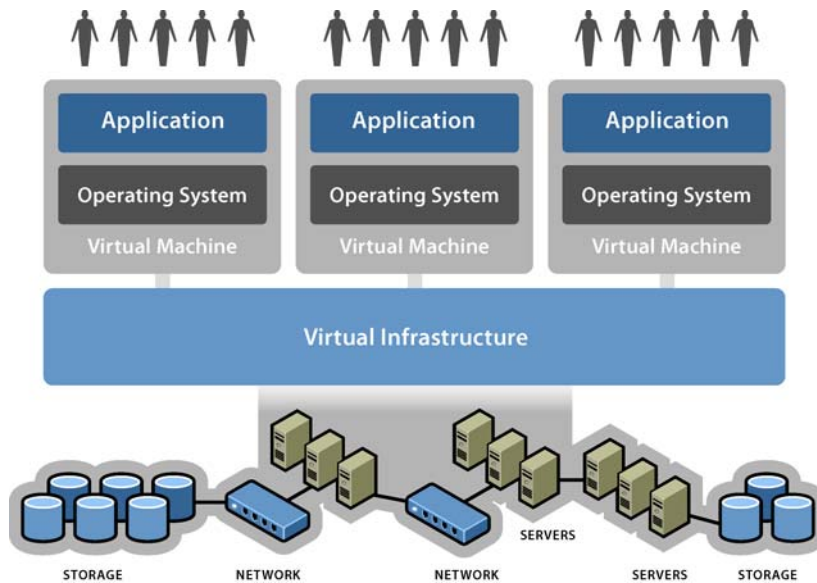 Application
Application
Application
Operating System
Operating System
Operating System
Virtual Machine
Virtual Machine
Virtual Machine
Virtual Infrastructure
SERVERS
STORAGE
NETWORK
NETWORK
SERVERS
STORAGE